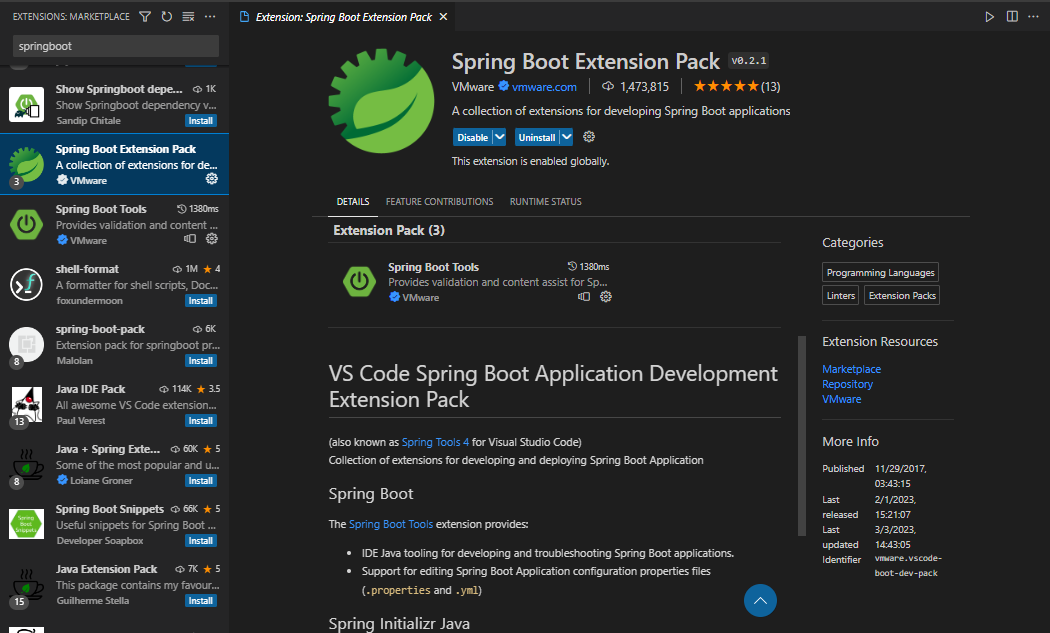 EXTENSIONS: MARKETPLACE
springboot
Show Springboot depe... 1K
Show Springboot dependency v...
Sandip Chitale Install
Spring Boot Extension Pack
A collection of extensions for de...
3 VMware
Spring Boot Tools 1380ms
Provides validation and content ...
VMware
shell-format 1M ★ 4
A formatter for shell scripts, Doc...
foxundermoon Install
spring-boot-pack 6K
Extension pack for springboot pr...
8 Malolan Install
Java IDE Pack 114K ★ 3.5
All awesome VS Code extension...
13 Paul Verest Install
Java + Spring Exte... 60K ★ 5
Some of the most popular and u...
8 Loiane Groner Install
Spring Boot Snippets 66K ★ 5
Spring Boot Snippets
Useful snippets for Spring Boot ...
Developer Soapbox Install
Java Extension Pack 7K ★ 5
This package contains my favour...
15 Guilherme Stella Install
Extension: Spring Boot Extension Pack
Spring Boot Extension Pack v0.2.1
VMware vmware.com 1,473,815 ★★★★★(13)
A collection of extensions for developing Spring Boot applications
Disable Uninstall
This extension is enabled globally.
DETAILS FEATURE CONTRIBUTIONS RUNTIME STATUS
Extension Pack (3)
Spring Boot Tools 1380ms
Provides validation and content assist for Sp...
VMware
VS Code Spring Boot Application Development
Extension Pack
(also known as Spring Tools 4 for Visual Studio Code)
Collection of extensions for developing and deploying Spring Boot Application
Spring Boot
The Spring Boot Tools extension provides:
• IDE Java tooling for developing and troubleshooting Spring Boot applications.
• Support for editing Spring Boot Application configuration properties files
(.properties and .yml)
Spring Initializr Java
Categories
Programming Languages
Linters Extension Packs
Extension Resources
Marketplace
Repository
VMware
More Info
Published 11/29/2017,
03:43:15
Last 2/1/2023,
released 15:21:07
Last 3/3/2023,
updated 14:43:05
Identifier vmware.vscode-
boot-dev-pack